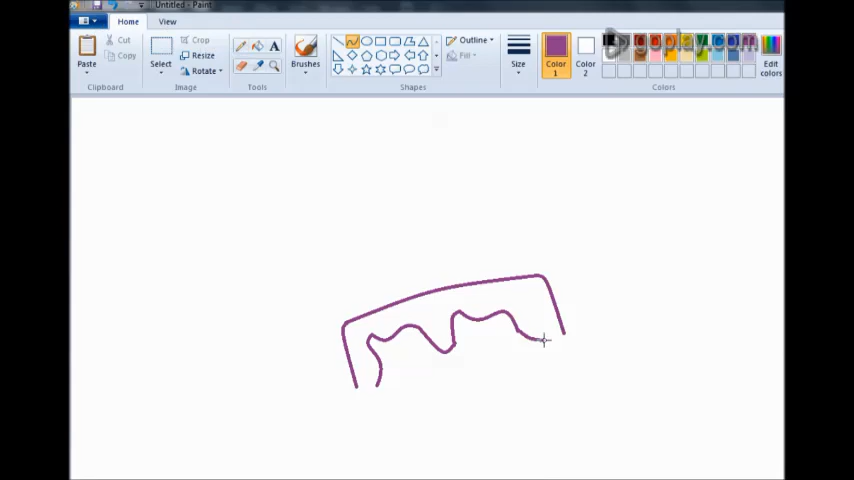 Untitled - Paint
Home View
Paste
Cut
Copy
Clipboard
Select
Crop
Resize
Rotate
Image
A
Tools
Brushes
Outline
Fill
Shapes
Size
Color 1
Color 2
Edit colors
Colors